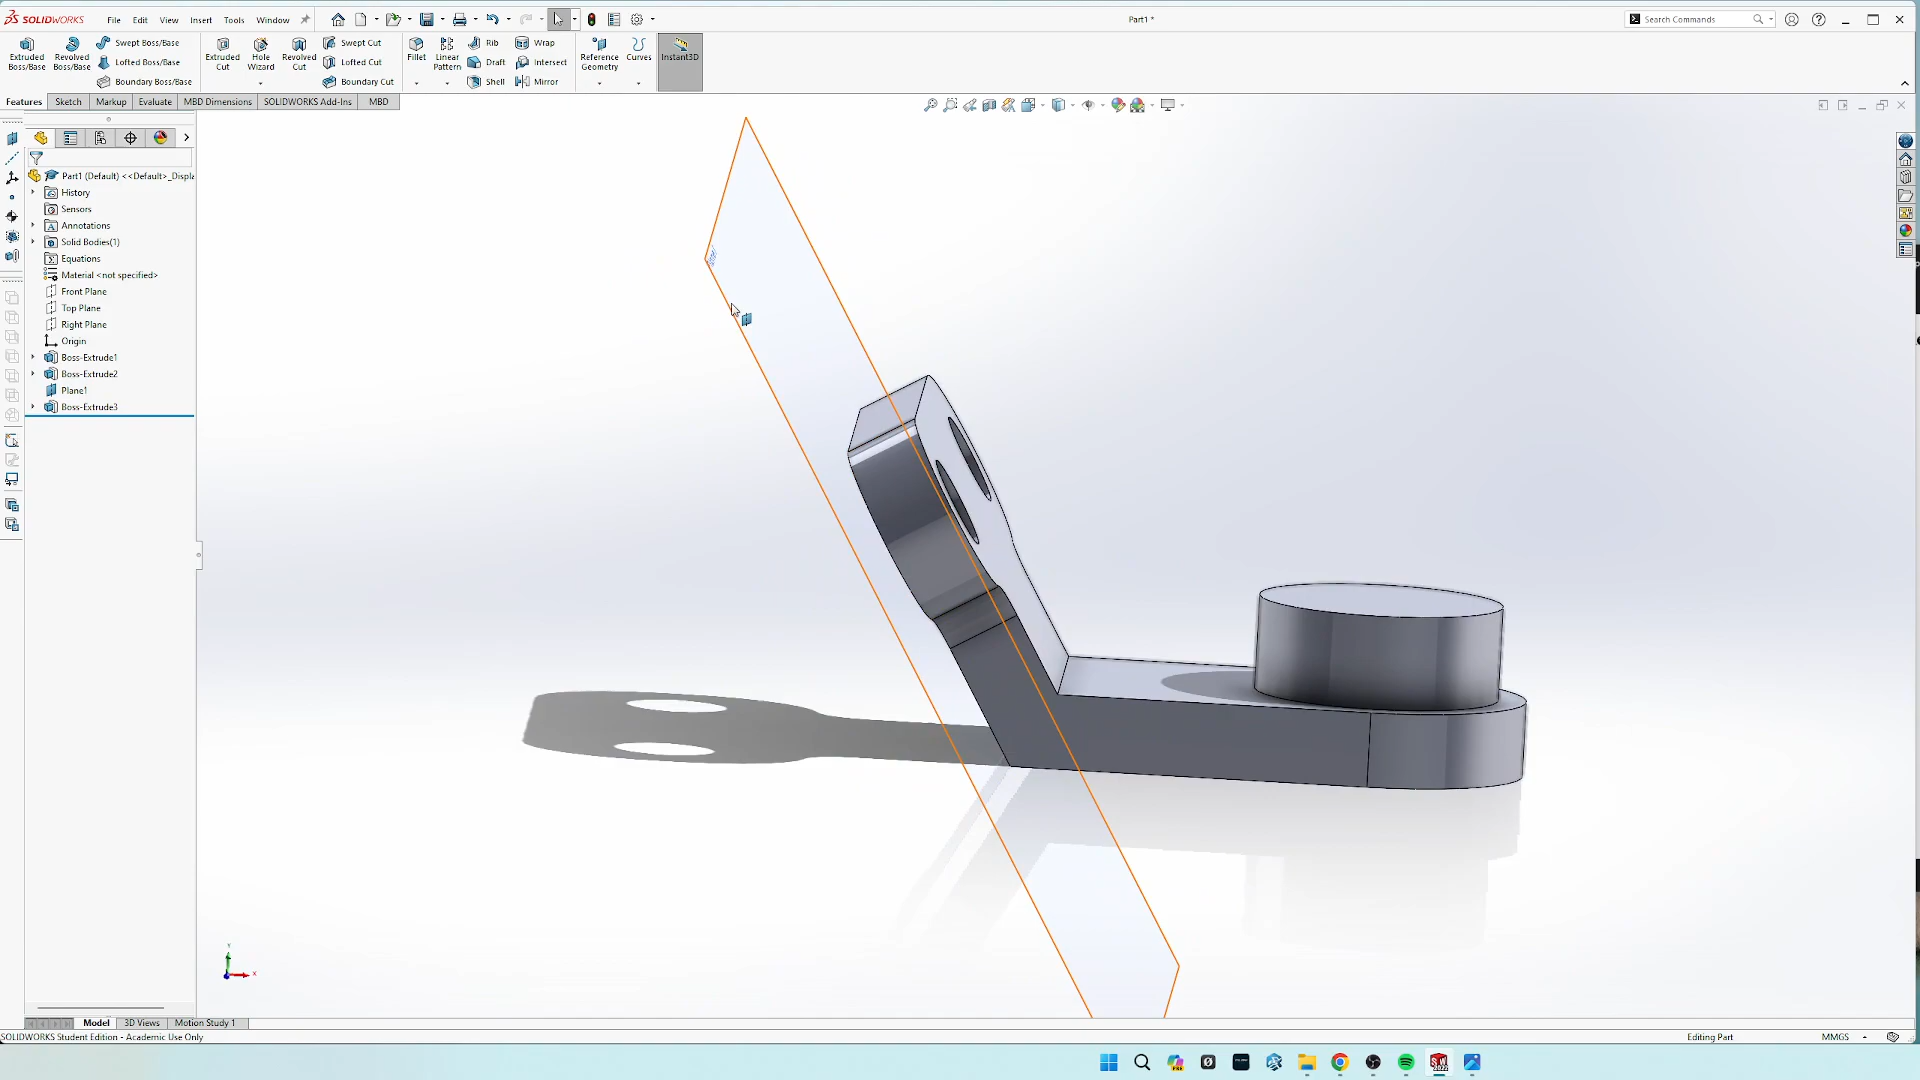 SOLIDWORKS File Edit View Insert Tools Window Part1 * Search Commands
Extruded Boss/Base
Revolved Boss/Base
Swept Boss/Base
Lofted Boss/Base
Boundary Boss/Base
Extruded Cut
Hole Wizard
Revolved Cut
Swept Cut
Lofted Cut
Boundary Cut
Fillet
Linear Pattern
Rib
Draft
Shell
Wrap
Intersect
Mirror
Reference Geometry
Curves
Instant3D
Features Sketch Markup Evaluate MBD Dimensions SOLIDWORKS Add-Ins MBD
Part1 (Default) <<Default>_Displa
History
Sensors
Annotations
Solid Bodies(1)
Equations
Material <not specified>
Front Plane
Top Plane
Right Plane
Origin
Boss-Extrude1
Boss-Extrude2
Plane1
Boss-Extrude3
Y
X
Model 3D Views Motion Study 1
SOLIDWORKS Student Edition - Academic Use Only Editing Part MMGS